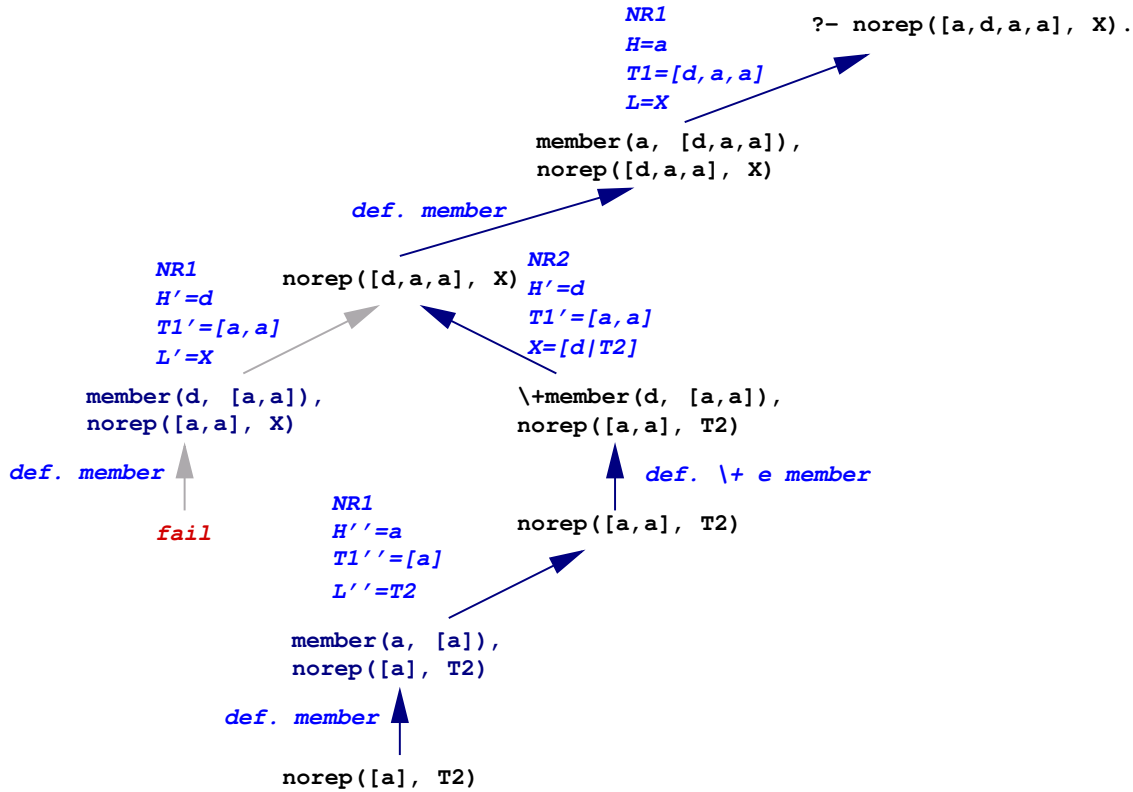 NR1
H=a
T1=[d,a,a]
L=X
?- norep([a,d,a,a], X).
member(a, [d,a,a]),
norep([d,a,a], X)
def. member
norep([d,a,a], X)
NR1
H'=d
T1'=[a,a]
L'=X
NR2
H'=d
T1'=[a,a]
X=[d|T2]
member(d, [a,a]),
norep([a,a], X)
\+member(d, [a,a]),
norep([a,a], T2)
def. member
def. \+ e member
fail
norep([a,a], T2)
NR1
H''=a
T1''=[a]
L''=T2
member(a, [a]),
norep([a], T2)
def. member
norep([a], T2)